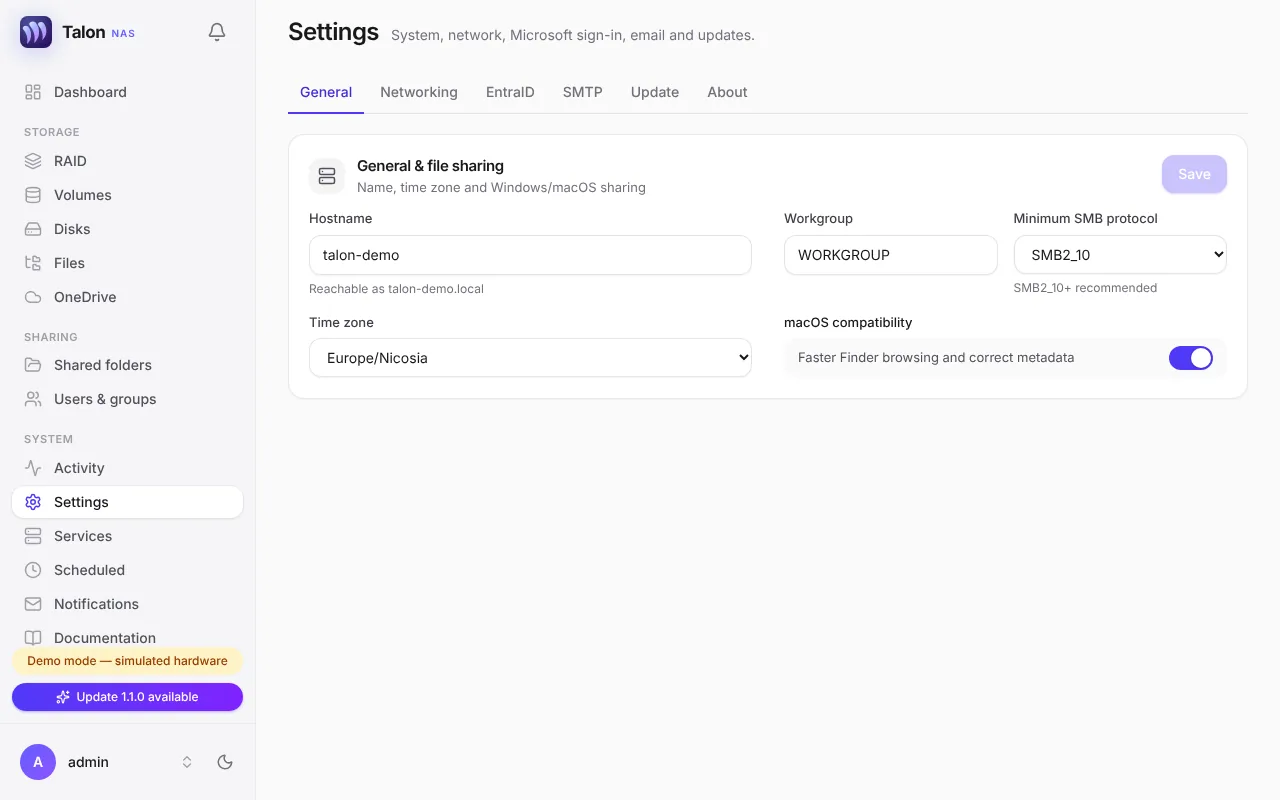 Talon NAS
Dashboard
STORAGE
RAID
Volumes
Disks
Files
OneDrive
SHARING
Shared folders
Users & groups
SYSTEM
Activity
Settings
Services
Scheduled
Notifications
Documentation
Demo mode — simulated hardware
Update 1.1.0 available
A admin
Settings System, network, Microsoft sign-in, email and updates.
General Networking EntraID SMTP Update About
General & file sharing
Name, time zone and Windows/macOS sharing
Save
Hostname
talon-demo
Reachable as talon-demo.local
Workgroup
WORKGROUP
Minimum SMB protocol
SMB2_10
SMB2_10+ recommended
Time zone
Europe/Nicosia
macOS compatibility
Faster Finder browsing and correct metadata